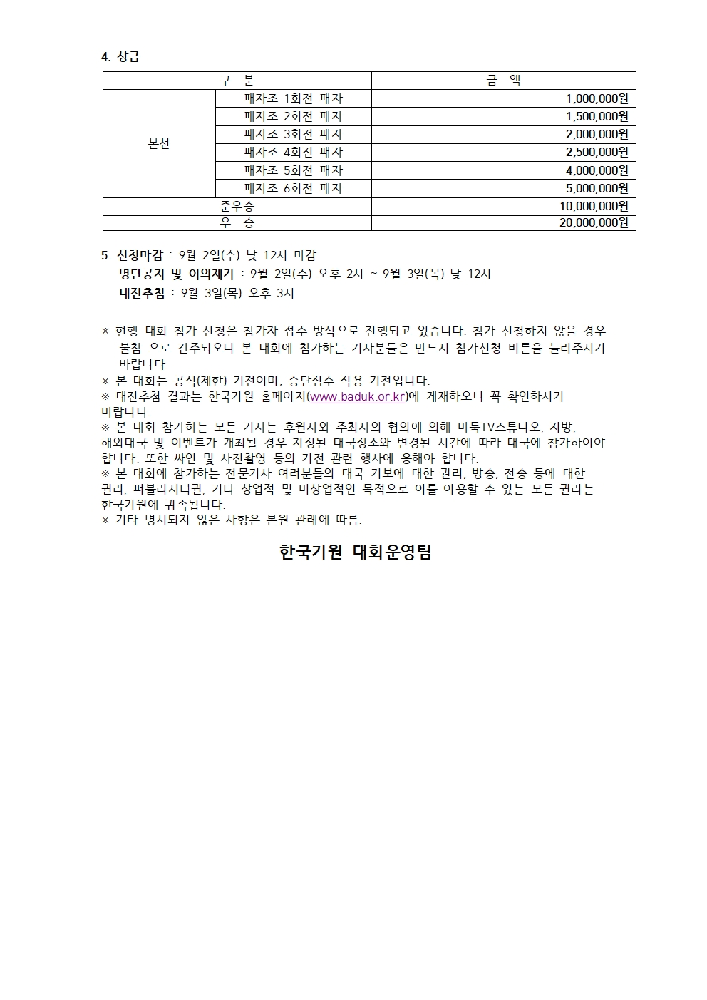 4. 상금
구 분 금 액
본선
패자조 1회전 패자 1,000,000원
패자조 2회전 패자 1,500,000원
패자조 3회전 패자 2,000,000원
패자조 4회전 패자 2,500,000원
패자조 5회전 패자 4,000,000원
패자조 6회전 패자 5,000,000원
준우승 10,000,000원
우 승 20,000,000원
5. 신청마감 : 9월 2일(수) 낮 12시 마감
명단공지 및 이의제기 : 9월 2일(수) 오후 2시 ~ 9월 3일(목) 낮 12시
대진추첨 : 9월 3일(목) 오후 3시
※ 현행 대회 참가 신청은 참가자 접수 방식으로 진행되고 있습니다. 참가 신청하지 않을 경우
불참 으로 간주되오니 본 대회에 참가하는 기사분들은 반드시 참가신청 버튼을 눌러주시기
바랍니다.
※ 본 대회는 공식(제한) 기전이며, 승단점수 적용 기전입니다.
※ 대진추첨 결과는 한국기원 홈페이지(www.baduk.or.kr)에 게재하오니 꼭 확인하시기
바랍니다.
※ 본 대회 참가하는 모든 기사는 후원사와 주최사의 협의에 의해 바둑TV스튜디오, 지방,
해외대국 및 이벤트가 개최될 경우 지정된 대국장소와 변경된 시간에 따라 대국에 참가하여야
합니다. 또한 싸인 및 사진촬영 등의 기전 관련 행사에 응해야 합니다.
※ 본 대회에 참가하는 전문기사 여러분들의 대국 기보에 대한 권리, 방송, 전송 등에 대한
권리, 퍼블리시티권, 기타 상업적 및 비상업적인 목적으로 이를 이용할 수 있는 모든 권리는
한국기원에 귀속됩니다.
※ 기타 명시되지 않은 사항은 본원 관례에 따름.
한국기원 대회운영팀